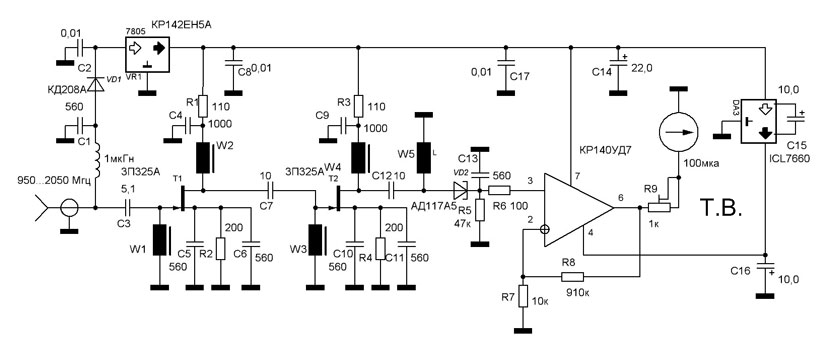 КР142ЕН5А
0,01
7805
C2
VR1
КД208А
VD1
560
C1
1мкГн
950...2050 Мгц
5,1
C3
C8
0,01
R1
110
C4
1000
W2
ЗП325А
T1
W1
560
C5
R2
200
C6
560
10
C7
R3
110
C9
1000
ЗП325А
W4
T2
W3
560
C10
R4
200
C11
560
C12
10
W5
L
C13
560
VD2
АД117А5
R5
47к
R6
100
0,01
C17
C14
+
22,0
КР140УД7
3
2
7
6
4
R7
10к
R8
910к
R9
1к
100мка
Т.В.
DA3
10,0
+
C15
ICL7660
C16
+
10,0